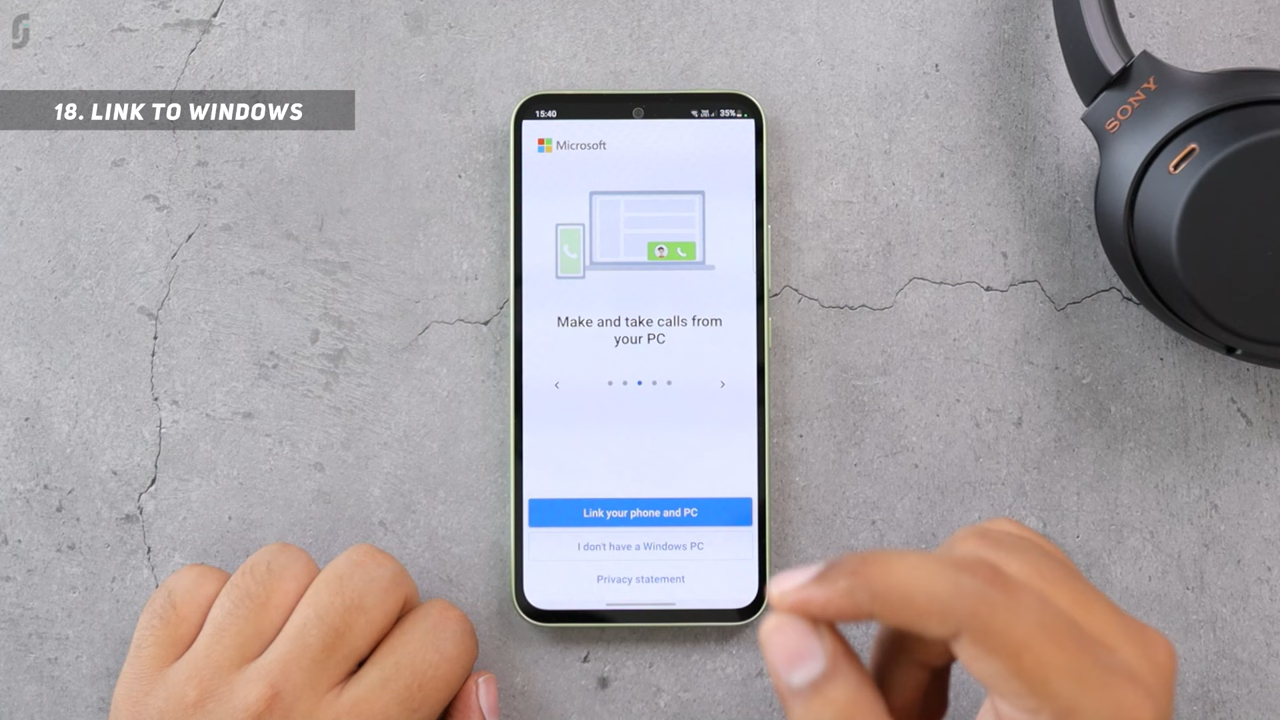 18. LINK TO WINDOWS
15:40
35%
Microsoft
Make and take calls from
your PC
Link your phone and PC
I don't have a Windows PC
Privacy statement
SONY